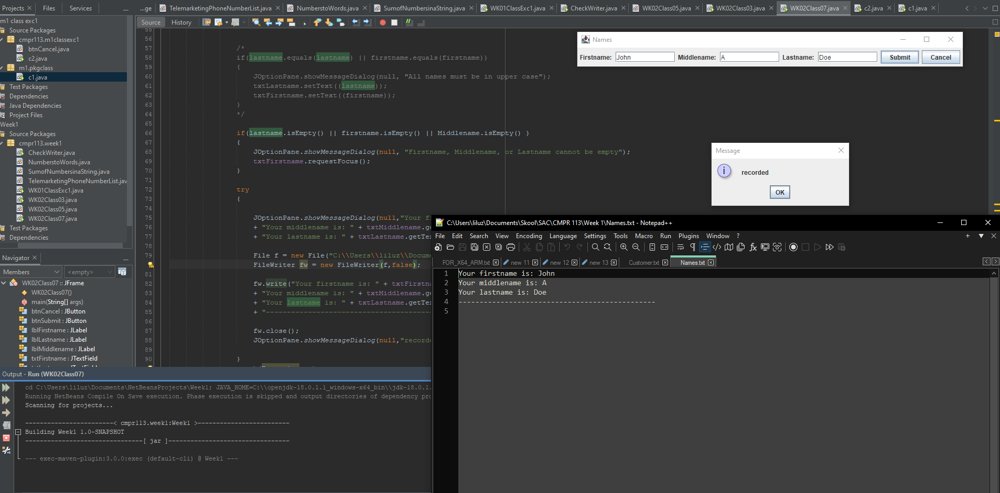 Projects
Files
Services
...ge
TelemarketingPhoneNumberList.java
NumberstoWords.java
SumofNumbersinaString.java
WK01ClassExc1.java
CheckWriter.java
WK02Class05.java
WK02Class03.java
WK02Class07.java
c2.java
c1.java
m1 class exc1
Source Packages
cmpr113.m1classexc1
btnCancel.java
c2.java
m1.pkgclass
c1.java
Test Packages
Dependencies
Java Dependencies
Project Files
Week1
Source Packages
cmpr113.week1
CheckWriter.java
NumberstoWords.java
SumofNumbersinaString.java
TelemarketingPhoneNumberList.jav
WK01ClassExc1.java
WK02Class03.java
WK02Class05.java
WK02Class07.java
Test Packages
Dependencies
Navigator
Members
<empty>
WK02Class07 :: JFrame
WK02Class07()
main(String[] args)
btnCancel : JButton
btnSubmit : JButton
lblFirstname : JLabel
lblLastname : JLabel
lblMiddlename : JLabel
txtFirstname : JTextField
Source History
55
56
57 /*
58 if(lastname.equals(lastname) || firstname.equals(firstname))
59 {
60 JOptionPane.showMessageDialog(null, "All names must be in upper case");
61 txtLastname.setText((lastname));
62 txtFirstname.setText((firstname));
63 }
64 */
65
66 if(lastname.isEmpty() || firstname.isEmpty() || Middlename.isEmpty() )
67 {
68 JOptionPane.showMessageDialog(null, "Firstname, Middlename, or Lastname cannot be empty");
69 txtFirstname.requestFocus();
70 }
71
72 try
73 {
74
75 JOptionPane.showMessageDialog(null,"Your fi
76 + "Your middlename is: " + txtMiddlename.ge
77 + "Your lastname is: " + txtLastname.getTex
78
79 File f = new File("C:\\Users\\liluz\\Docume
FileWriter fw = new FileWriter(f,false);
81
82 fw.write("Your firstname is: " + txtFirstna
83 + "Your middlename is: " + txtMiddlename.ge
84 + "Your lastname is: " + txtLastname.getTex
85 + "---------------------------------------
86
87 fw.close();
88 JOptionPane.showMessageDialog(null,"recorde
89
90 }
Names
Firstname: John Middlename: A Lastname: Doe Submit Cancel
Message
recorded
OK
C:\Users\liluz\Documents\Skool\SAC\CMPR 113\Week 1\Names.txt - Notepad++
File Edit Search View Encoding Language Settings Tools Macro Run Plugins Window ?
FOR_X64_ARM.txt new 11 new 12 new 13 Customer.txt Names.txt
1 Your firstname is: John
2 Your middlename is: A
3 Your lastname is: Doe
4 -----------------------------------------------
5
Output - Run (WK02Class07)
cd C:\Users\liluz\Documents\NetBeansProjects\Week1; JAVA_HOME=C:\\openjdk-18.0.1.1_windows-x64_bin\\jdk-18.0.1.
Running NetBeans Compile On Save execution. Phase execution is skipped and output directories of dependency pro
Scanning for projects...
------------------------< cmpr113.week1:Week1 >-------------------------
Building Week1 1.0-SNAPSHOT
--------------------------------[ jar ]---------------------------------
--- exec-maven-plugin:3.0.0:exec (default-cli) @ Week1 ---